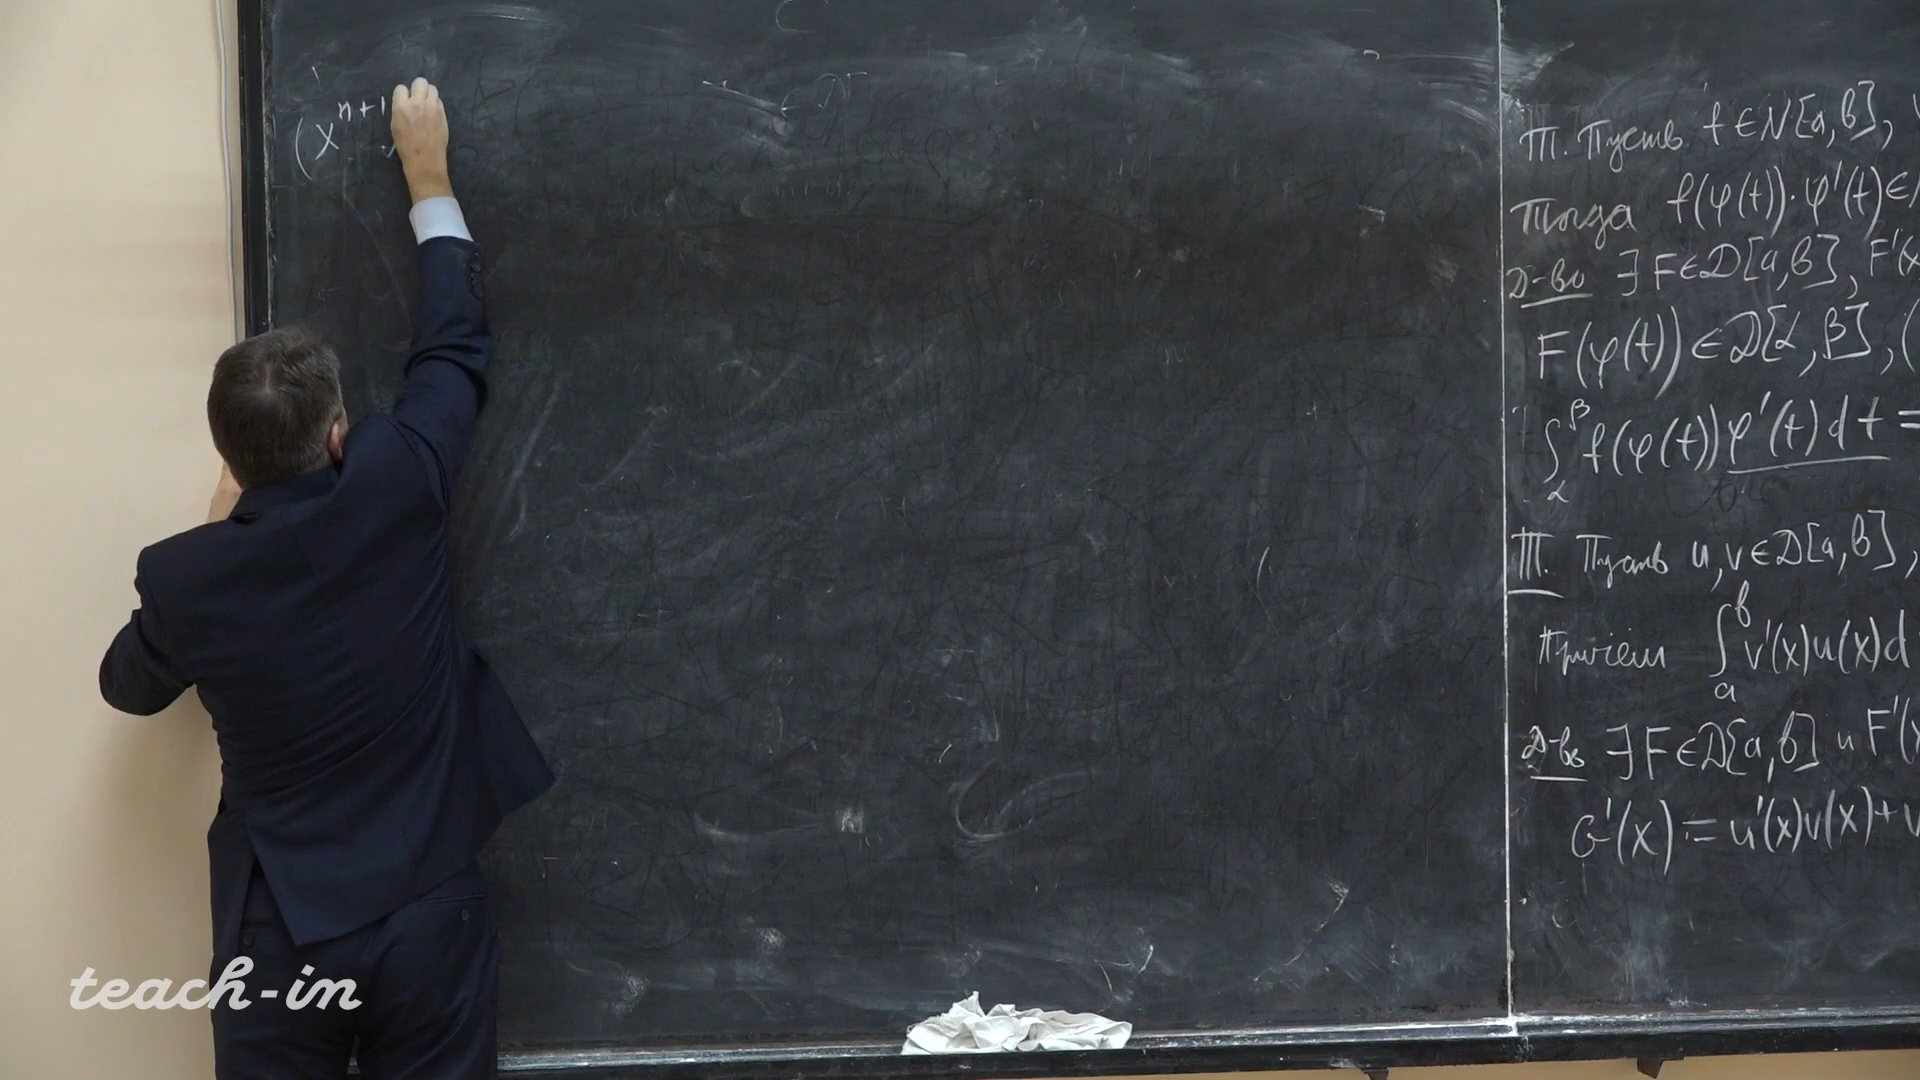 (x^{n+1}
Т. Пусть f ∈ N[a,b],
Тогда f(φ(t))·φ'(t) ∈
Д-во ∃ F ∈ D[a,b], F'(x
F(φ(t)) ∈ D[α,β], (
∫_α^β f(φ(t)) φ'(t) dt =
Т. Пусть u,v ∈ D[a,b],
Причём ∫_a^b v'(x)u(x)d
Д-во ∃ F ∈ D[a,b] и F'(x
G'(x) = u'(x)v(x)+v
teach-in